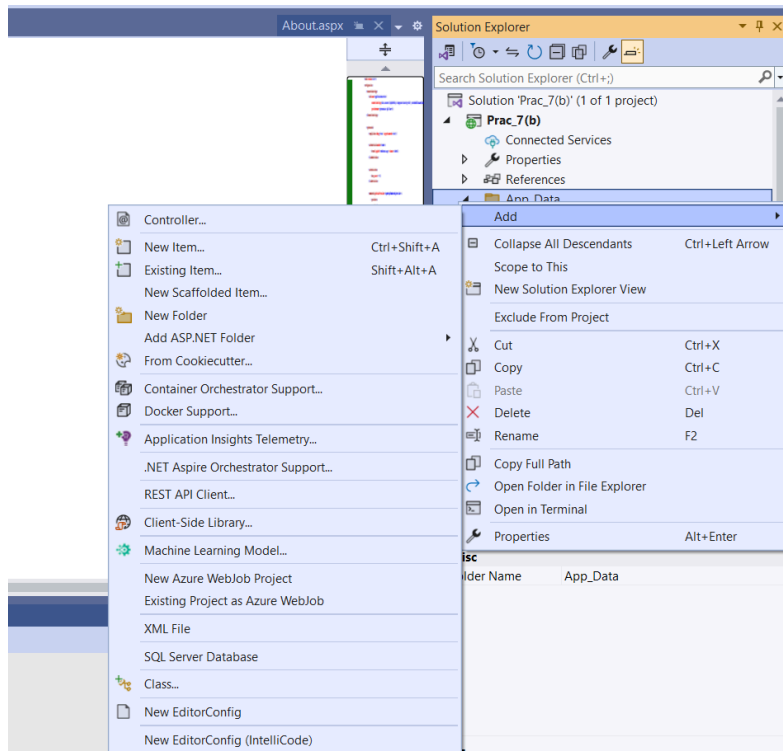 About.aspx
Solution Explorer
Search Solution Explorer (Ctrl+;)
Solution 'Prac_7(b)' (1 of 1 project)
Prac_7(b)
Connected Services
Properties
References
App_Data
Add
Collapse All Descendants Ctrl+Left Arrow
Scope to This
New Solution Explorer View
Exclude From Project
Cut Ctrl+X
Copy Ctrl+C
Paste Ctrl+V
Delete Del
Rename F2
Copy Full Path
Open Folder in File Explorer
Open in Terminal
Properties Alt+Enter
isc
lder Name App_Data
Controller...
New Item... Ctrl+Shift+A
Existing Item... Shift+Alt+A
New Scaffolded Item...
New Folder
Add ASP.NET Folder
From Cookiecutter...
Container Orchestrator Support...
Docker Support...
Application Insights Telemetry...
.NET Aspire Orchestrator Support...
REST API Client...
Client-Side Library...
Machine Learning Model...
New Azure WebJob Project
Existing Project as Azure WebJob
XML File
SQL Server Database
Class...
New EditorConfig
New EditorConfig (IntelliCode)